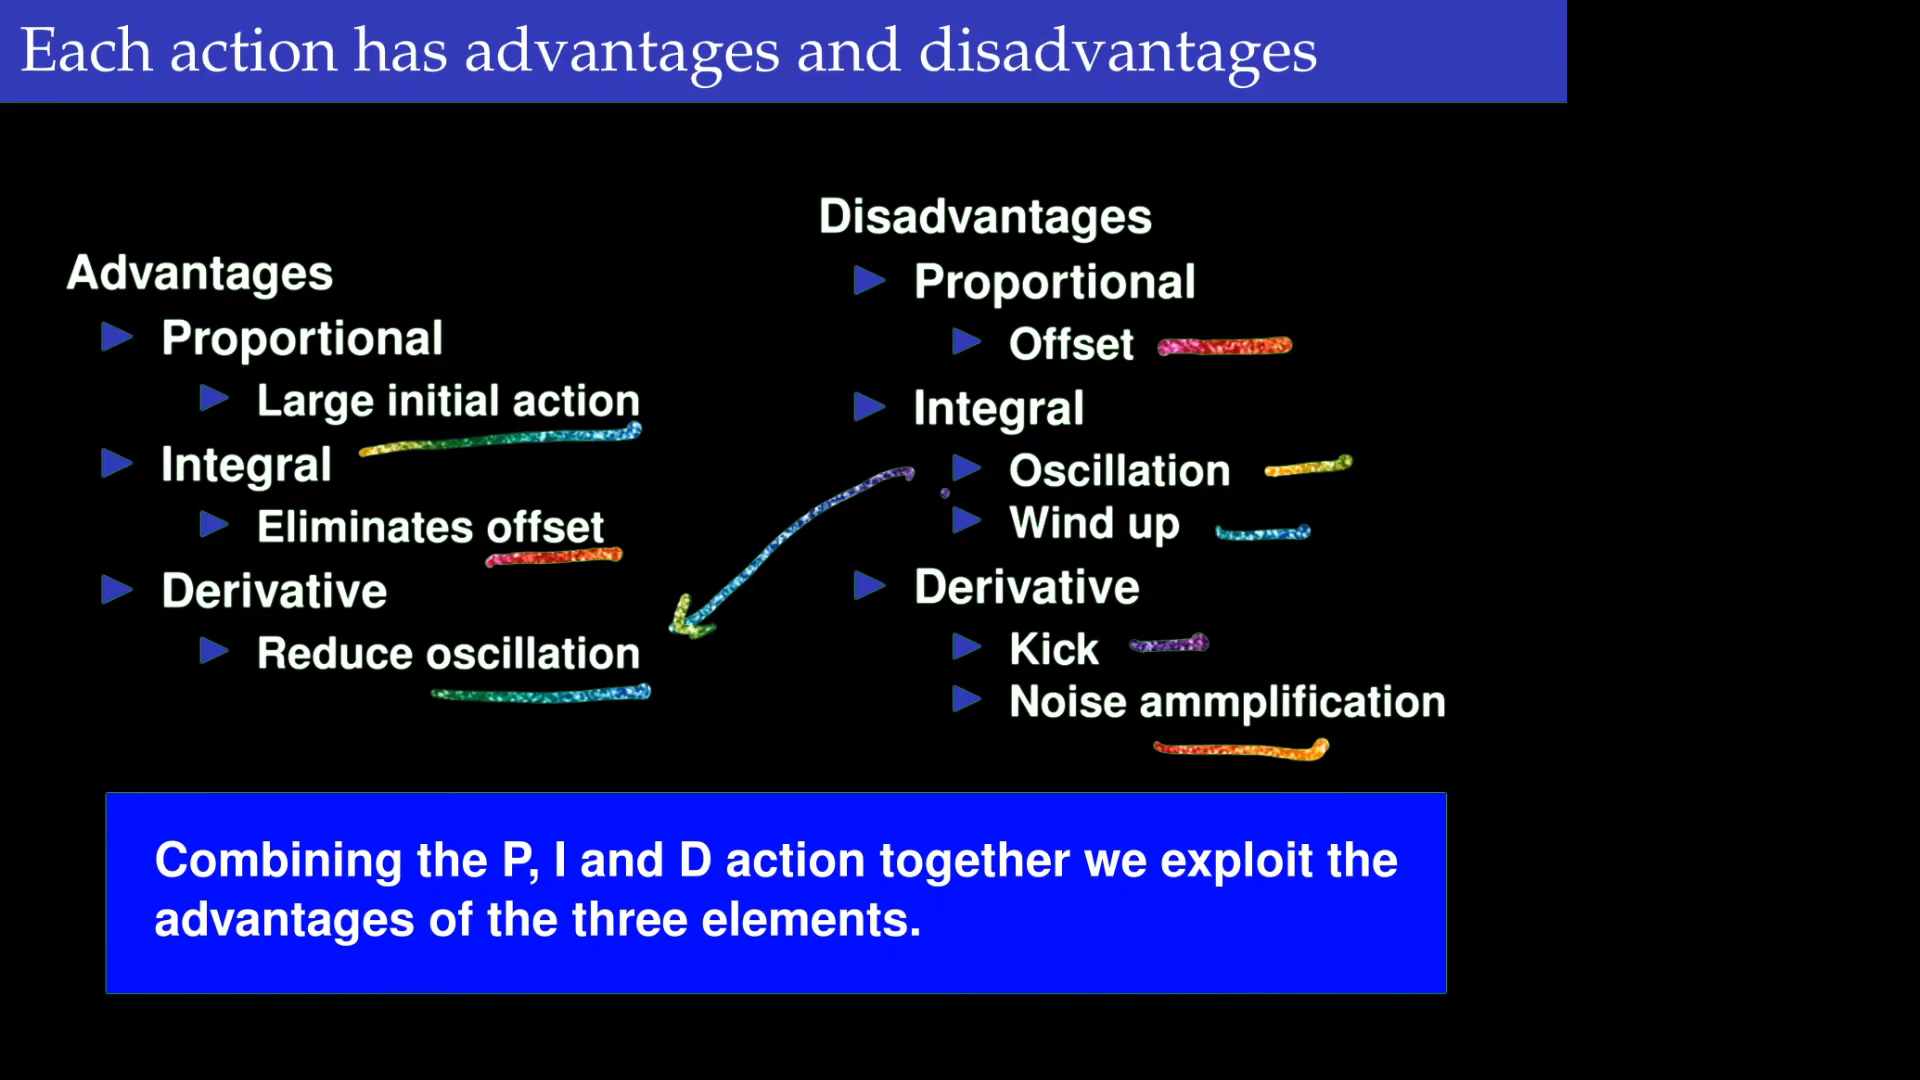 Each action has advantages and disadvantages
Advantages
Proportional
Large initial action
Integral
Eliminates offset
Derivative
Reduce oscillation
Disadvantages
Proportional
Offset
Integral
Oscillation
Wind up
Derivative
Kick
Noise ammplification
Combining the P, I and D action together we exploit the
advantages of the three elements.